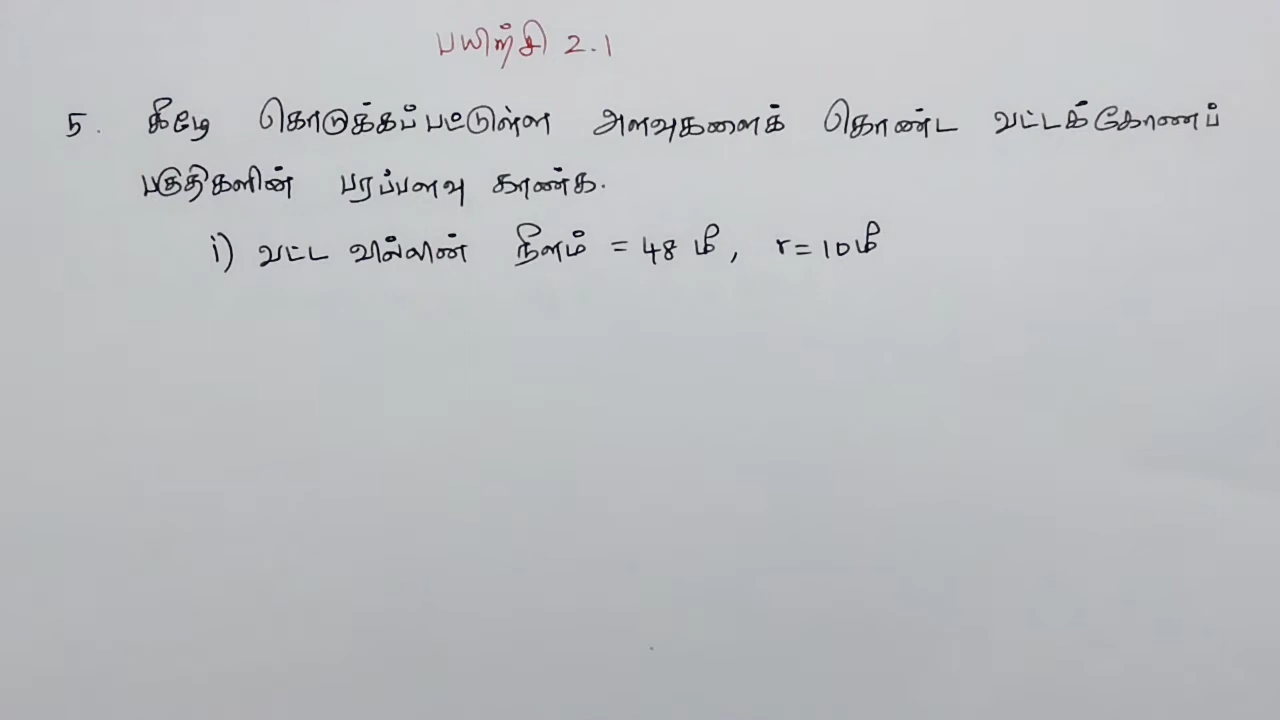 பயிற்சி 2.1
5. கீழே கொடுக்கப்பட்டுள்ள அளவுகளைக் கொண்ட வட்டக்கோணப்
பகுதிகளின் பரப்பளவு காண்க.
i) வட்ட வில்லின் நீளம் = 48 மீ, r = 10 மீ